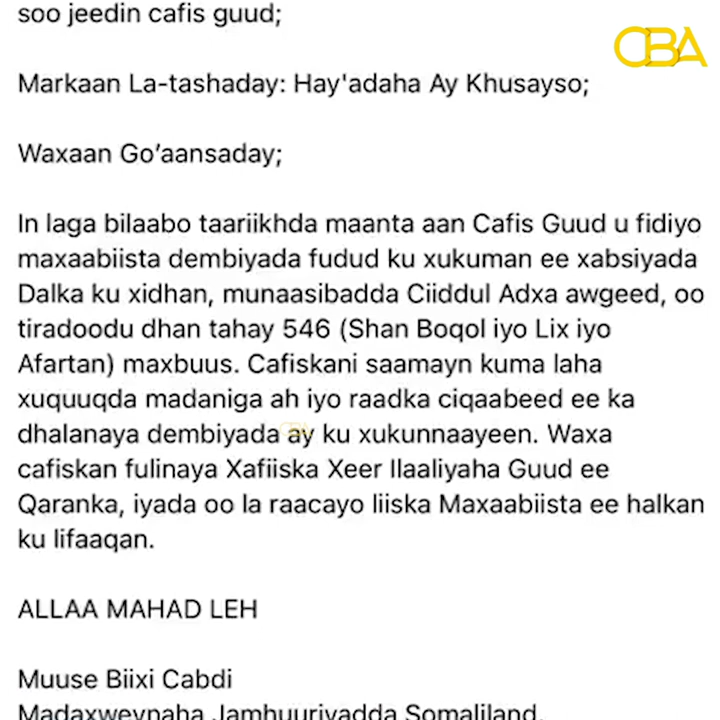 soo jeedin cafis guud;
CBA
Markaan La-tashaday: Hay'adaha Ay Khusayso;
Waxaan Go’aansaday;
In laga bilaabo taariikhda maanta aan Cafis Guud u fidiyo
maxaabiista dembiyada fudud ku xukuman ee xabsiyada
Dalka ku xidhan, munaasibadda Ciiddul Adxa awgeed, oo
tiradoodu dhan tahay 546 (Shan Boqol iyo Lix iyo
Afartan) maxbuus. Cafiskani saamayn kuma laha
xuquuqda madaniga ah iyo raadka ciqaabeed ee ka
dhalanaya dembiyada ay ku xukunnaayeen. Waxa
cafiskan fulinaya Xafiiska Xeer Ilaaliyaha Guud ee
Qaranka, iyada oo la raacayo liiska Maxaabiista ee halkan
ku lifaaqan.
ALLAA MAHAD LEH
Muuse Biixi Cabdi
Madaxweynaha Jamhuuriyadda Somaliland.